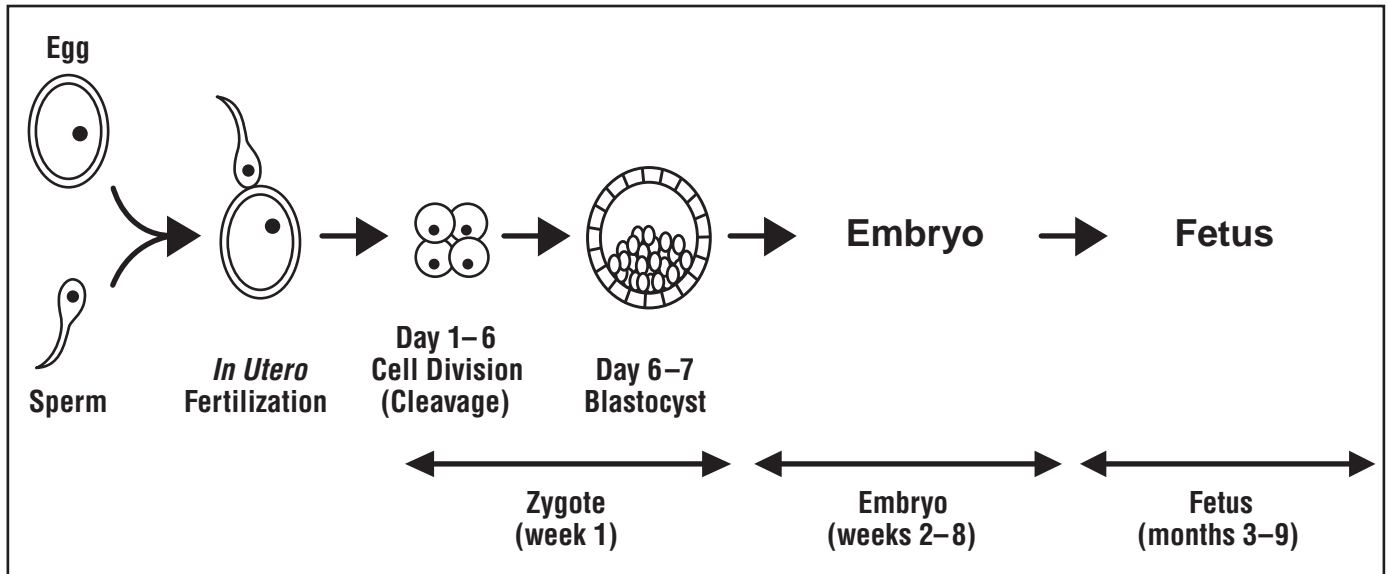 Egg
Sperm
In Utero
Fertilization
Day 1–6
Cell Division
(Cleavage)
Day 6–7
Blastocyst
Embryo
Fetus
Zygote
(week 1)
Embryo
(weeks 2–8)
Fetus
(months 3–9)